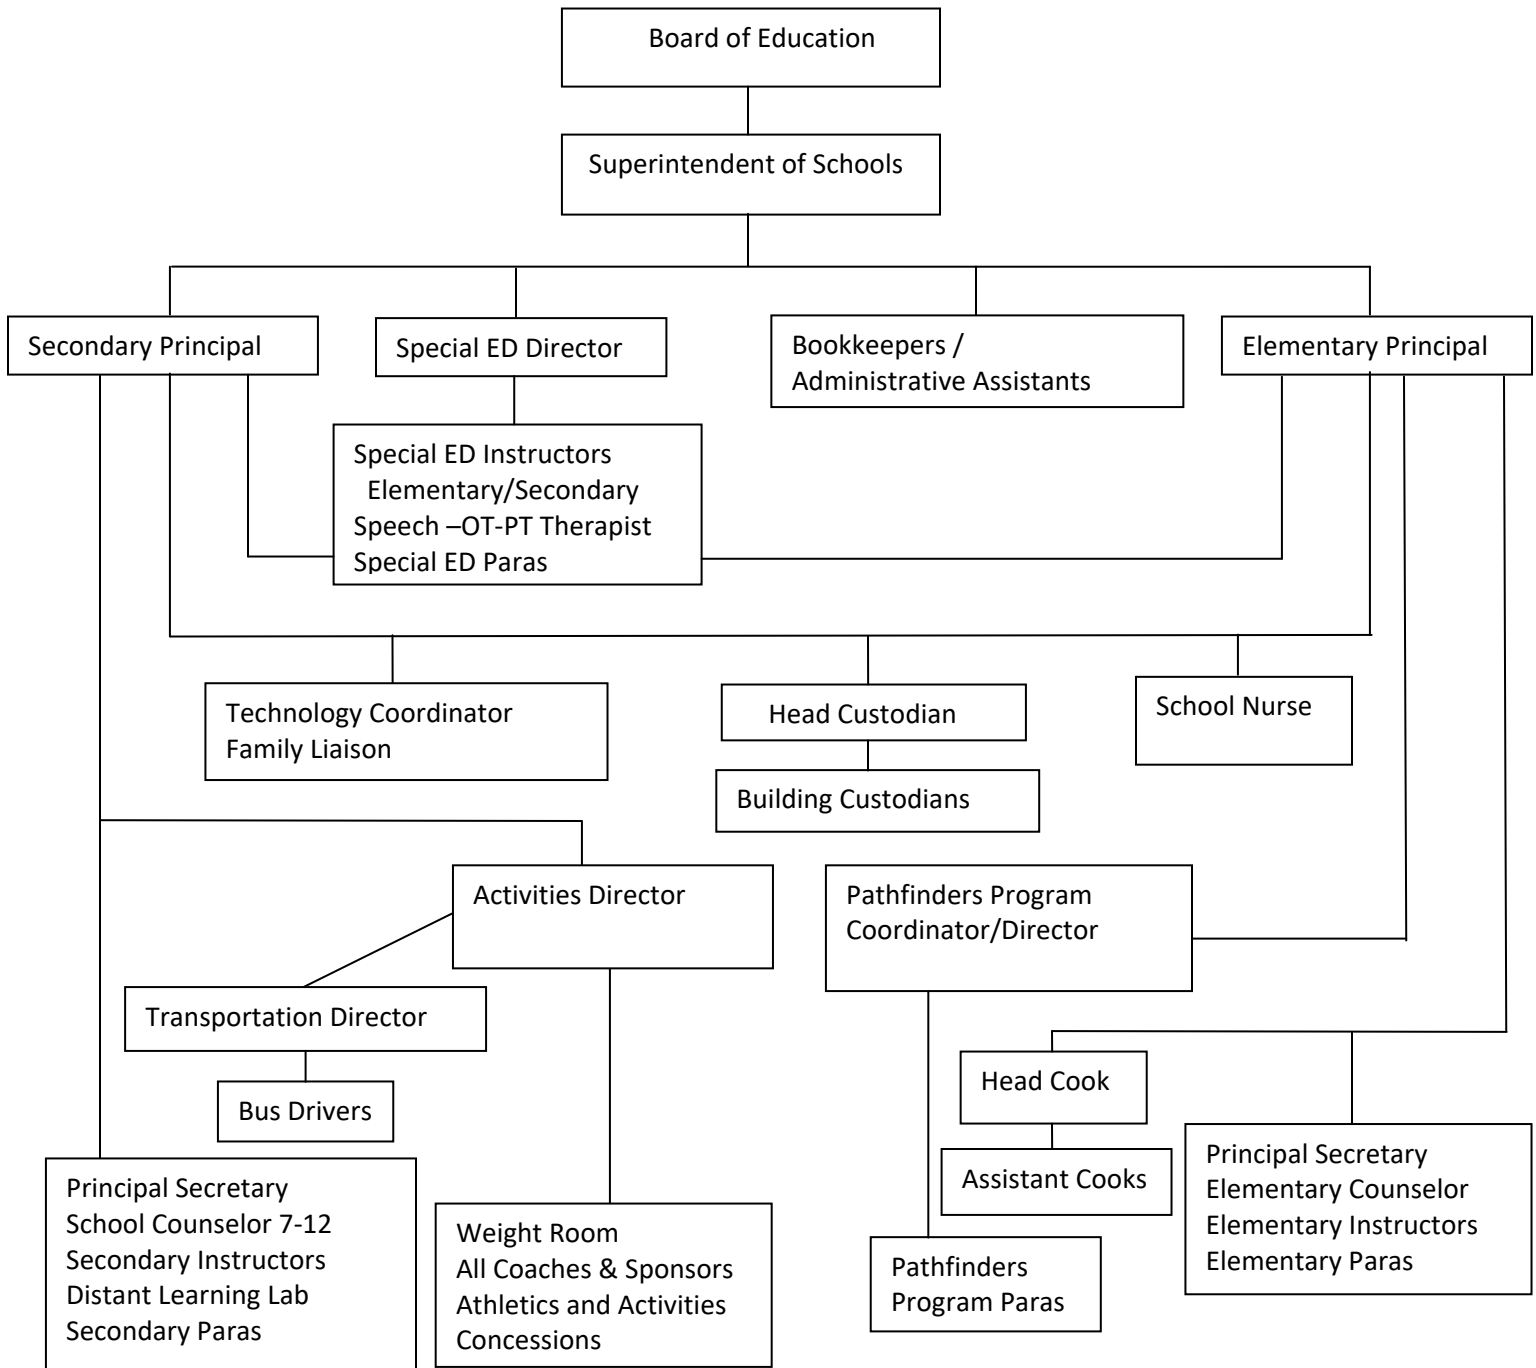 Board of Education
Superintendent of Schools
Secondary Principal
Special ED Director
Bookkeepers /
Administrative Assistants
Elementary Principal
Special ED Instructors
Elementary/Secondary
Speech –OT-PT Therapist
Special ED Paras
Technology Coordinator
Family Liaison
Head Custodian
School Nurse
Building Custodians
Activities Director
Pathfinders Program
Coordinator/Director
Transportation Director
Bus Drivers
Head Cook
Assistant Cooks
Principal Secretary
School Counselor 7-12
Secondary Instructors
Distant Learning Lab
Secondary Paras
Weight Room
All Coaches & Sponsors
Athletics and Activities
Concessions
Pathfinders
Program Paras
Principal Secretary
Elementary Counselor
Elementary Instructors
Elementary Paras